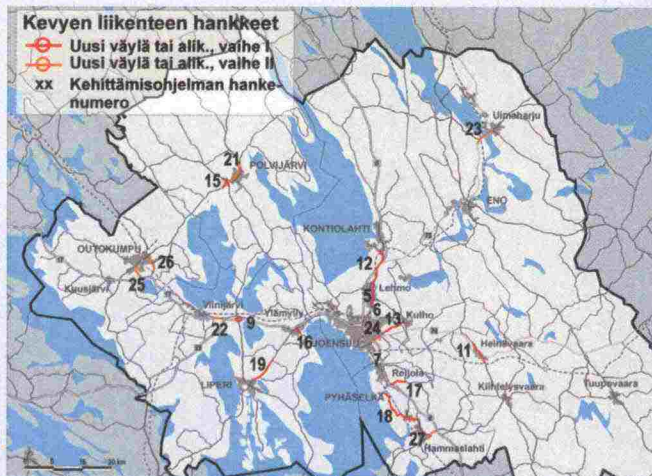 Kevyen liikenteen hankkeet
Uusi väylä tai alik., vaihe I
Uusi väylä tai alik., vaihe II
xx Kehittämisohjelman hanke-
numero
23
Uimaharju
21
POLVIJÄRVI
15
ENO
KONTIOLAHTI
OUTOKUMPU
26
12
Kuusjärvi
25
Lehmo
5
Viinijärvi
6
Ylämylly
13 Kulho
22
9
24
16
JOENSUU
Heinävaara
11
7
19
Reijola
LIPERI
17
Kiihtelysvaara
Tuupovaara
PYHÄSELKÄ
18
27
Hammaslahti